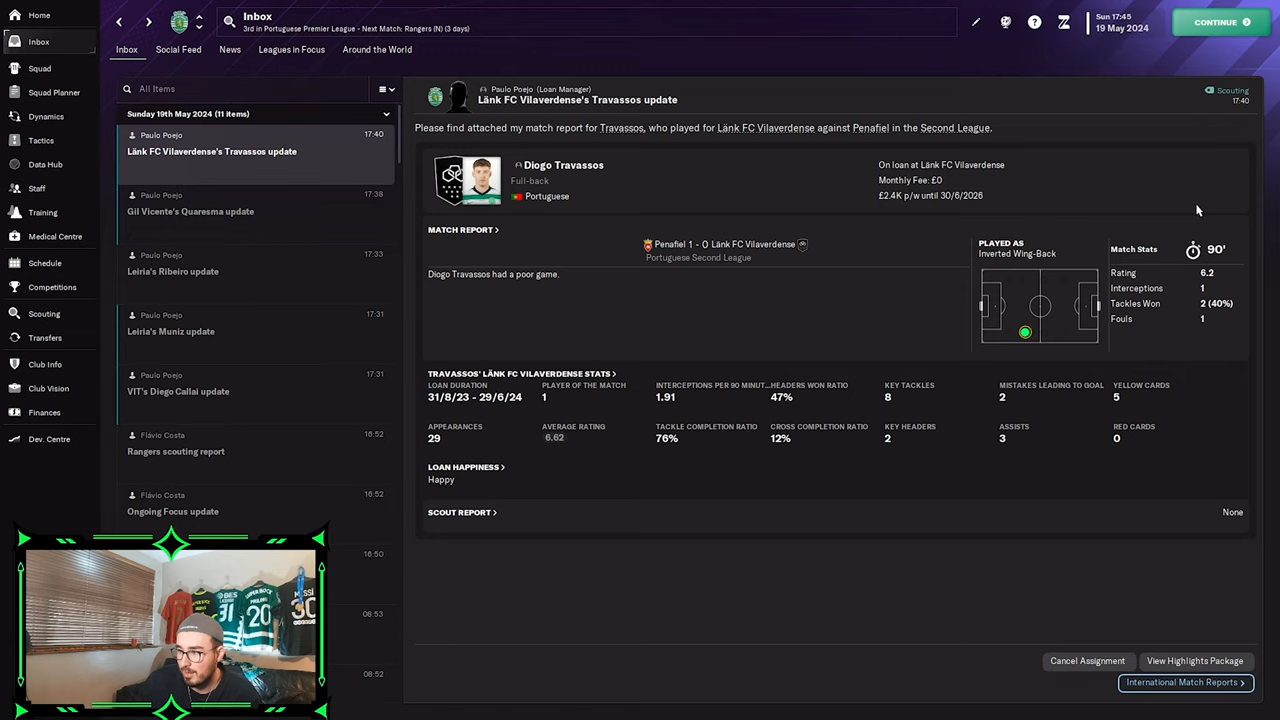 Home
Inbox
Squad
Squad Planner
Dynamics
Tactics
Data Hub
Staff
Training
Medical Centre
Schedule
Competitions
Scouting
Transfers
Club Info
Club Vision
Finances
Dev. Centre
Inbox
3rd in Portuguese Premier League - Next Match: Rangers (N) (3 days)
Sun 17:45
19 May 2024
CONTINUE
Inbox Social Feed News Leagues in Focus Around the World
All Items
Sunday 19th May 2024 (11 items)
Paulo Poejo 17:40
Länk FC Vilaverdense's Travassos update
Paulo Poejo 17:38
Gil Vicente's Quaresma update
Paulo Poejo 17:33
Leiria's Ribeiro update
Paulo Poejo 17:31
Leiria's Muniz update
Paulo Poejo 17:31
VIT's Diego Callai update
Flávio Costa 16:52
Rangers scouting report
Flávio Costa 16:52
Ongoing Focus update
16:50
08:53
08:52
Paulo Poejo (Loan Manager)
Länk FC Vilaverdense's Travassos update
Scouting
17:40
Please find attached my match report for Travassos, who played for Länk FC Vilaverdense against Penafiel in the Second League.
Diogo Travassos
Full-back
Portuguese
On loan at Länk FC Vilaverdense
Monthly Fee: £0
£2.4K p/w until 30/6/2026
MATCH REPORT >
Penafiel 1 - 0 Länk FC Vilaverdense
Portuguese Second League
Diogo Travassos had a poor game.
PLAYED AS
Inverted Wing-Back
Match Stats 90'
Rating 6.2
Interceptions 1
Tackles Won 2 (40%)
Fouls 1
TRAVASSOS' LÄNK FC VILAVERDENSE STATS >
LOAN DURATION PLAYER OF THE MATCH INTERCEPTIONS PER 90 MINUT... HEADERS WON RATIO KEY TACKLES MISTAKES LEADING TO GOAL YELLOW CARDS
31/8/23 - 29/6/24 1 1.91 47% 8 2 5
APPEARANCES AVERAGE RATING TACKLE COMPLETION RATIO CROSS COMPLETION RATIO KEY HEADERS ASSISTS RED CARDS
29 6.62 76% 12% 2 3 0
LOAN HAPPINESS >
Happy
SCOUT REPORT > None
Cancel Assignment View Highlights Package
International Match Reports >
BES
31
20
30